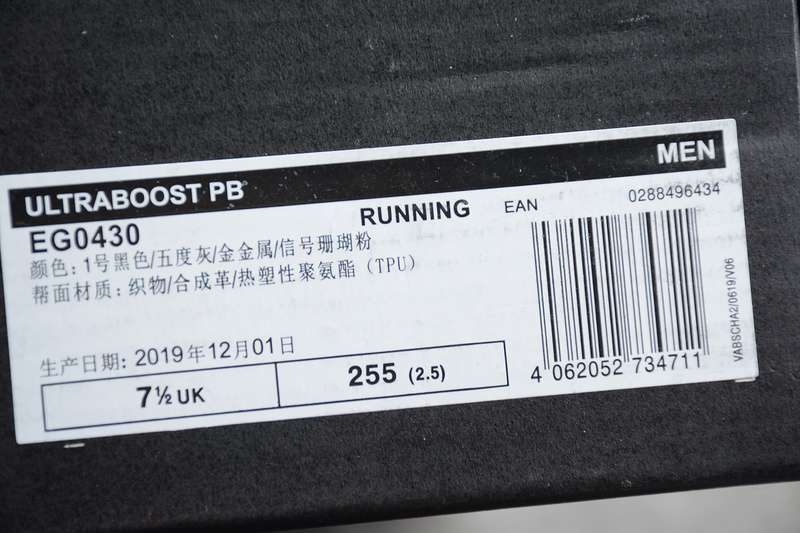 ULTRABOOST PB MEN
EG0430 RUNNING EAN 0288496434
颜色: 1号黑色/五度灰/金金属/信号珊瑚粉
帮面材质: 织物/合成革/热塑性聚氨酯 (TPU)
生产日期: 2019年12月01日
7½ UK 255 (2.5)
4 062052 734711
VABSCHA2/0619/V06